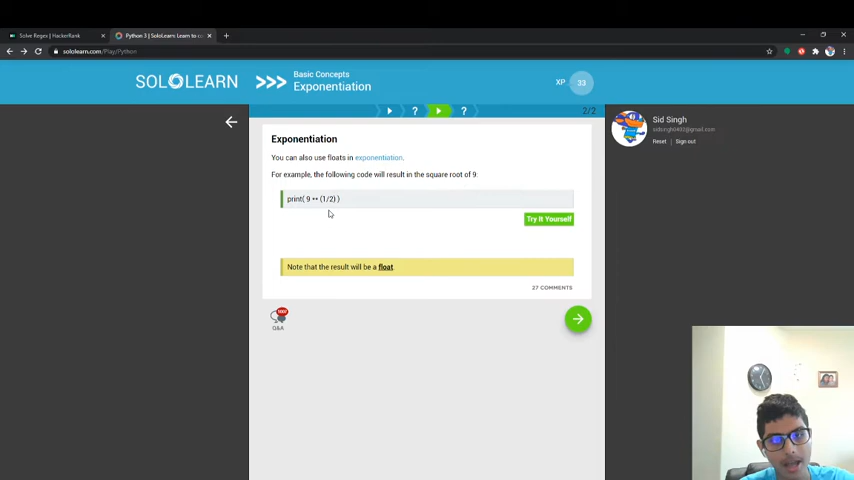 Solve Regex | HackerRank
Python 3 | SoloLearn Learn to co
sololearn.com/Play/Python
SOLOLEARN
Basic Concepts
Exponentiation
XP
33
2/2
Exponentiation
You can also use floats in exponentiation.
For example, the following code will result in the square root of 9:
print( 9 ** (1/2) )
Try It Yourself
Note that the result will be a float.
27 COMMENTS
Q&A
Sid Singh
Reset
Sign out